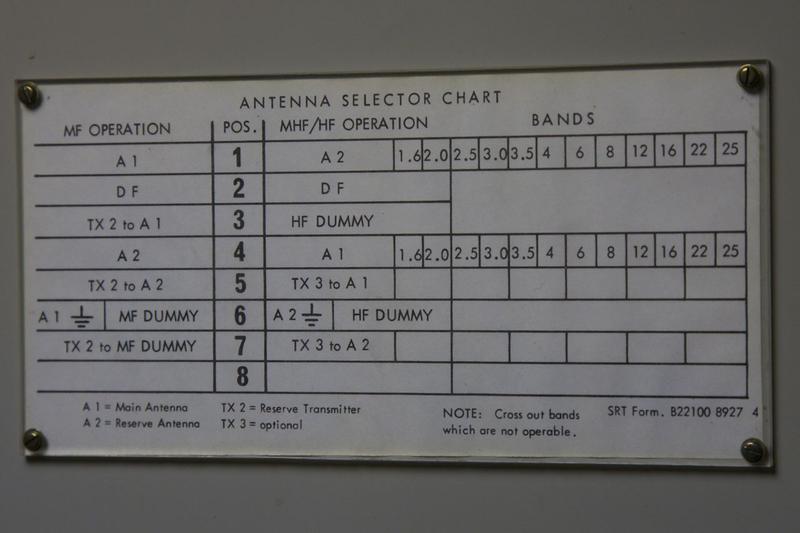 ANTENNA SELECTOR CHART
MF OPERATION POS. MHF/HF OPERATION BANDS
A 1 1 A 2 1.6 2.0 2.5 3.0 3.5 4 6 8 12 16 22 25
D F 2 D F
TX 2 to A 1 3 HF DUMMY
A 2 4 A 1 1.6 2.0 2.5 3.0 3.5 4 6 8 12 16 22 25
TX 2 to A 2 5 TX 3 to A 1
A 1 MF DUMMY 6 A 2 HF DUMMY
TX 2 to MF DUMMY 7 TX 3 to A 2
8
A 1 = Main Antenna TX 2 = Reserve Transmitter
A 2 = Reserve Antenna TX 3 = optional
NOTE: Cross out bands
which are not operable.
SRT Form. B22100 8927 4